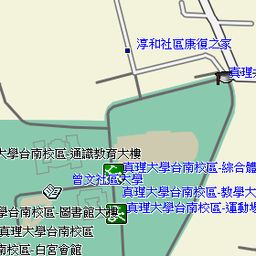 淳和社區康復之家
真理大
大學台南校區-通識教育大樓
真理大學台南校區-綜合體
曾文社區大學
真理大學台南校區-教學大
學台南校區-圖書館大樓
真理大學台南校區-運動場
真理大學台南校區
台南校區-白宮會館